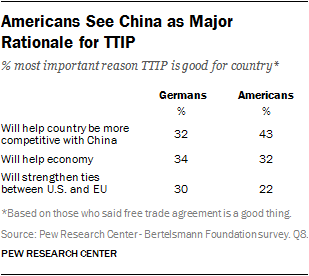 Americans See China as Major
Rationale for TTIP
% most important reason TTIP is good for country*
Germans Americans
% %
Will help country be more
competitive with China 32 43
Will help economy 34 32
Will strengthen ties
between U.S. and EU 30 22
*Based on those who said free trade agreement is a good thing.
Source: Pew Research Center - Bertelsmann Foundation survey. Q8.
PEW RESEARCH CENTER